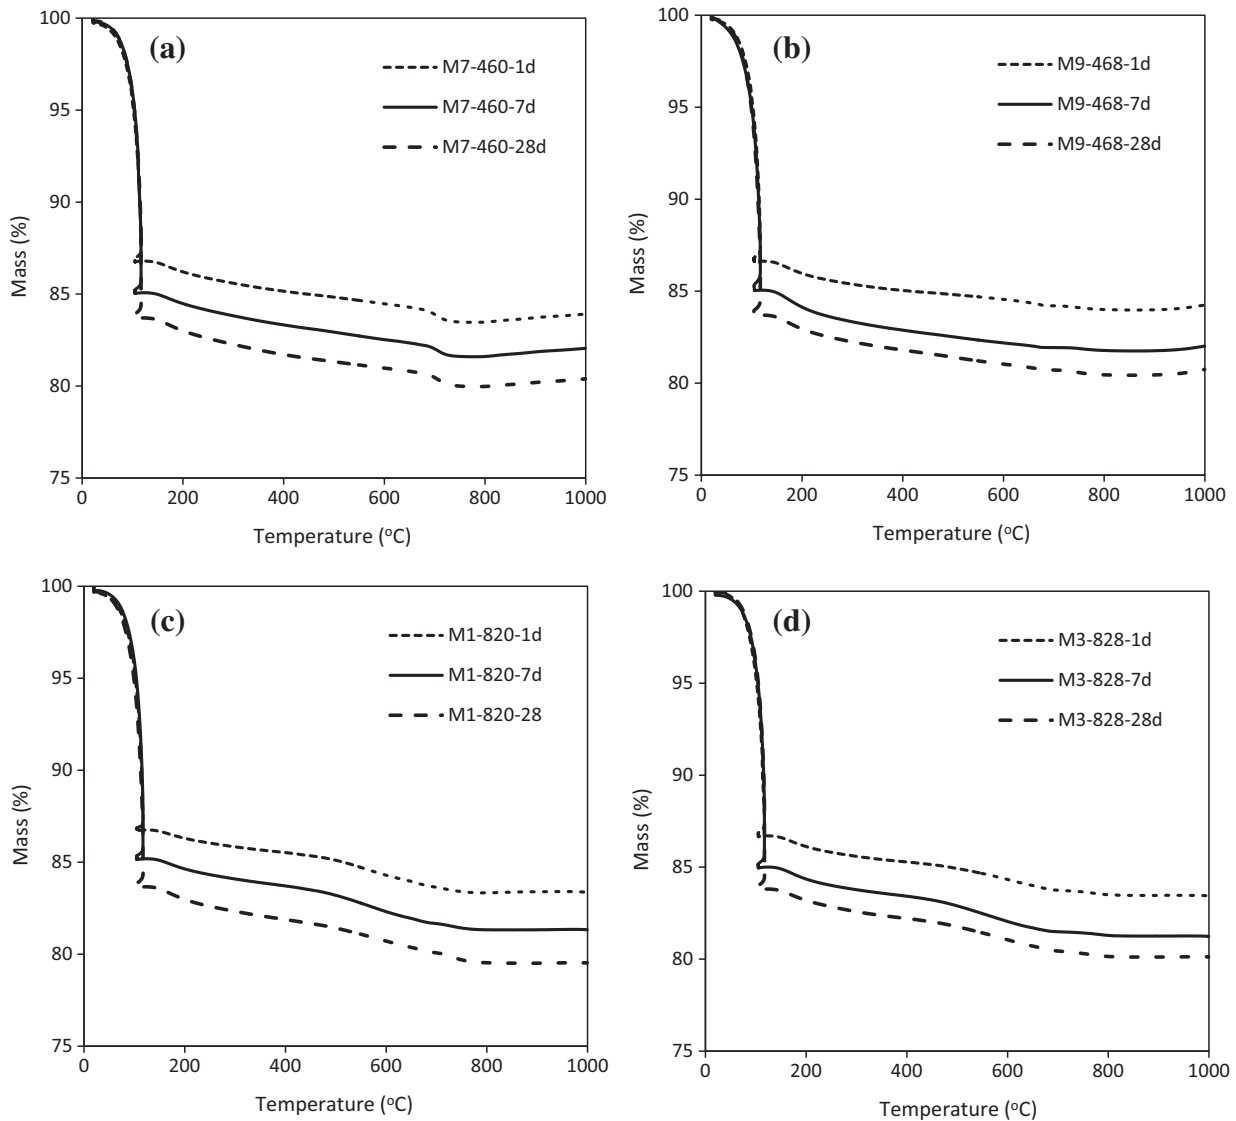 (a)
M7-460-1d
M7-460-7d
M7-460-28d
100
95
90
85
80
75
Mass (%)
0 200 400 600 800 1000
Temperature (ºC)
(b)
M9-468-1d
M9-468-7d
M9-468-28d
100
95
90
85
80
75
Mass (%)
0 200 400 600 800 1000
Temperature (ºC)
(c)
M1-820-1d
M1-820-7d
M1-820-28
100
95
90
85
80
75
Mass (%)
0 200 400 600 800 1000
Temperature (ºC)
(d)
M3-828-1d
M3-828-7d
M3-828-28d
100
95
90
85
80
75
Mass (%)
0 200 400 600 800 1000
Temperature (ºC)